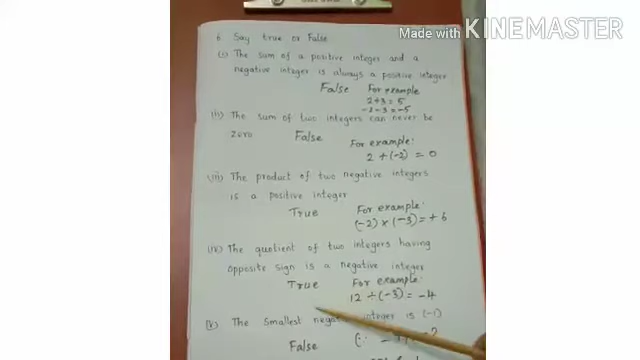 Made with KINEMASTER
6 Say true or False
(i) The sum of a positive integer and a
negative integer is always a positive integer
False For example
2+3=5
-2-3=-5
(ii) The sum of two integers can never be
zero False For example:
2 + (-2) = 0
(iii) The product of two negative integers
is a positive integer
True For example:
(-2) × (-3) = +6
(iv) The quotient of two integers having
opposite sign is a negative integer
True For example:
12 ÷ (-3) = -4
(v) The smallest negative integer is (-1)
False